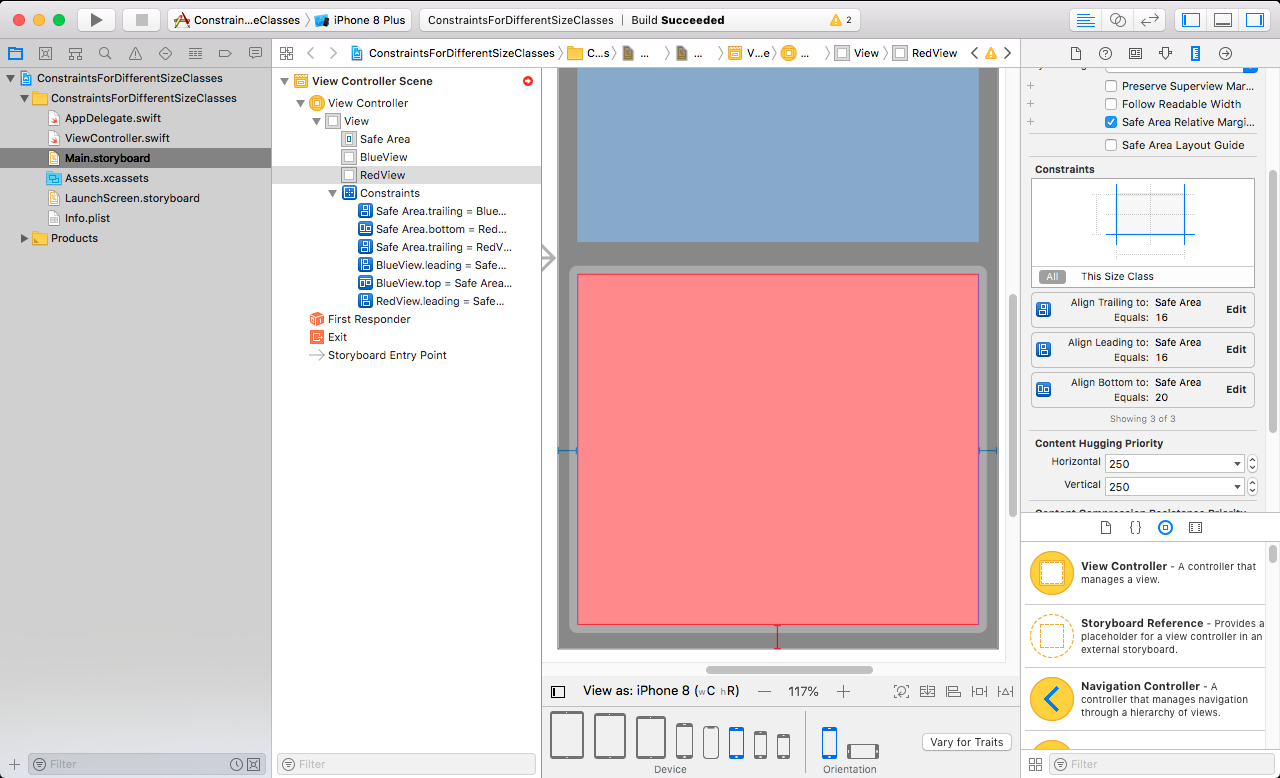 Constrain...eClasses
iPhone 8 Plus
ConstraintsForDifferentSizeClasses | Build Succeeded
2
ConstraintsForDifferentSizeClasses
C...s
...
...
V...e
...
View
RedView
ConstraintsForDifferentSizeClasses
ConstraintsForDifferentSizeClasses
AppDelegate.swift
ViewController.swift
Main.storyboard
Assets.xcassets
LaunchScreen.storyboard
Info.plist
Products
Filter
View Controller Scene
View Controller
View
Safe Area
BlueView
RedView
Constraints
Safe Area.trailing = Blue...
Safe Area.bottom = Red...
Safe Area.trailing = RedV...
BlueView.leading = Safe...
BlueView.top = Safe Area...
RedView.leading = Safe...
First Responder
Exit
Storyboard Entry Point
Filter
View as: iPhone 8 (wC hR)
117%
Device
Orientation
Vary for Traits
Preserve Superview Mar...
Follow Readable Width
Safe Area Relative Margi...
Safe Area Layout Guide
Constraints
All This Size Class
Align Trailing to: Safe Area
Equals: 16
Edit
Align Leading to: Safe Area
Equals: 16
Edit
Align Bottom to: Safe Area
Equals: 20
Edit
Showing 3 of 3
Content Hugging Priority
Horizontal 250
Vertical 250
Content Compression Resistance Priority
{}
View Controller - A controller that
manages a view.
Storyboard Reference - Provides a
placeholder for a view controller in an
external storyboard.
Navigation Controller - A
controller that manages navigation
through a hierarchy of views.
Filter